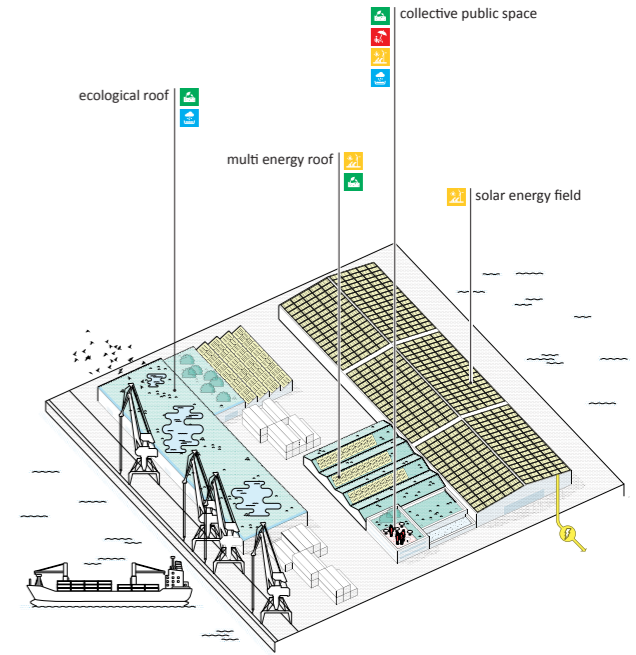 collective public space
ecological roof
multi energy roof
solar energy field